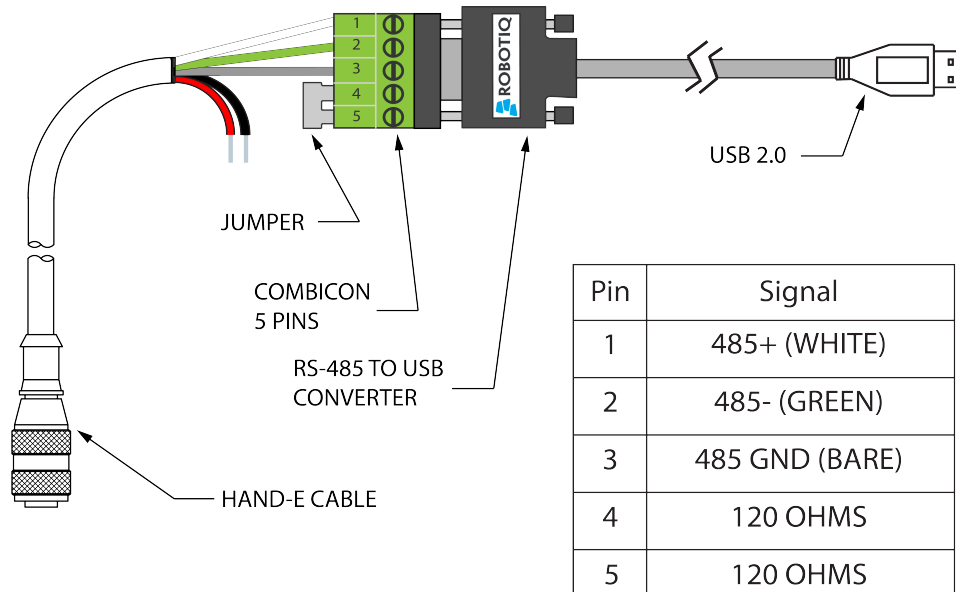 1
2
3
4
5
ROBOTIQ
USB 2.0
JUMPER
COMBICON
5 PINS
RS-485 TO USB
CONVERTER
HAND-E CABLE
Pin Signal
1 485+ (WHITE)
2 485- (GREEN)
3 485 GND (BARE)
4 120 OHMS
5 120 OHMS